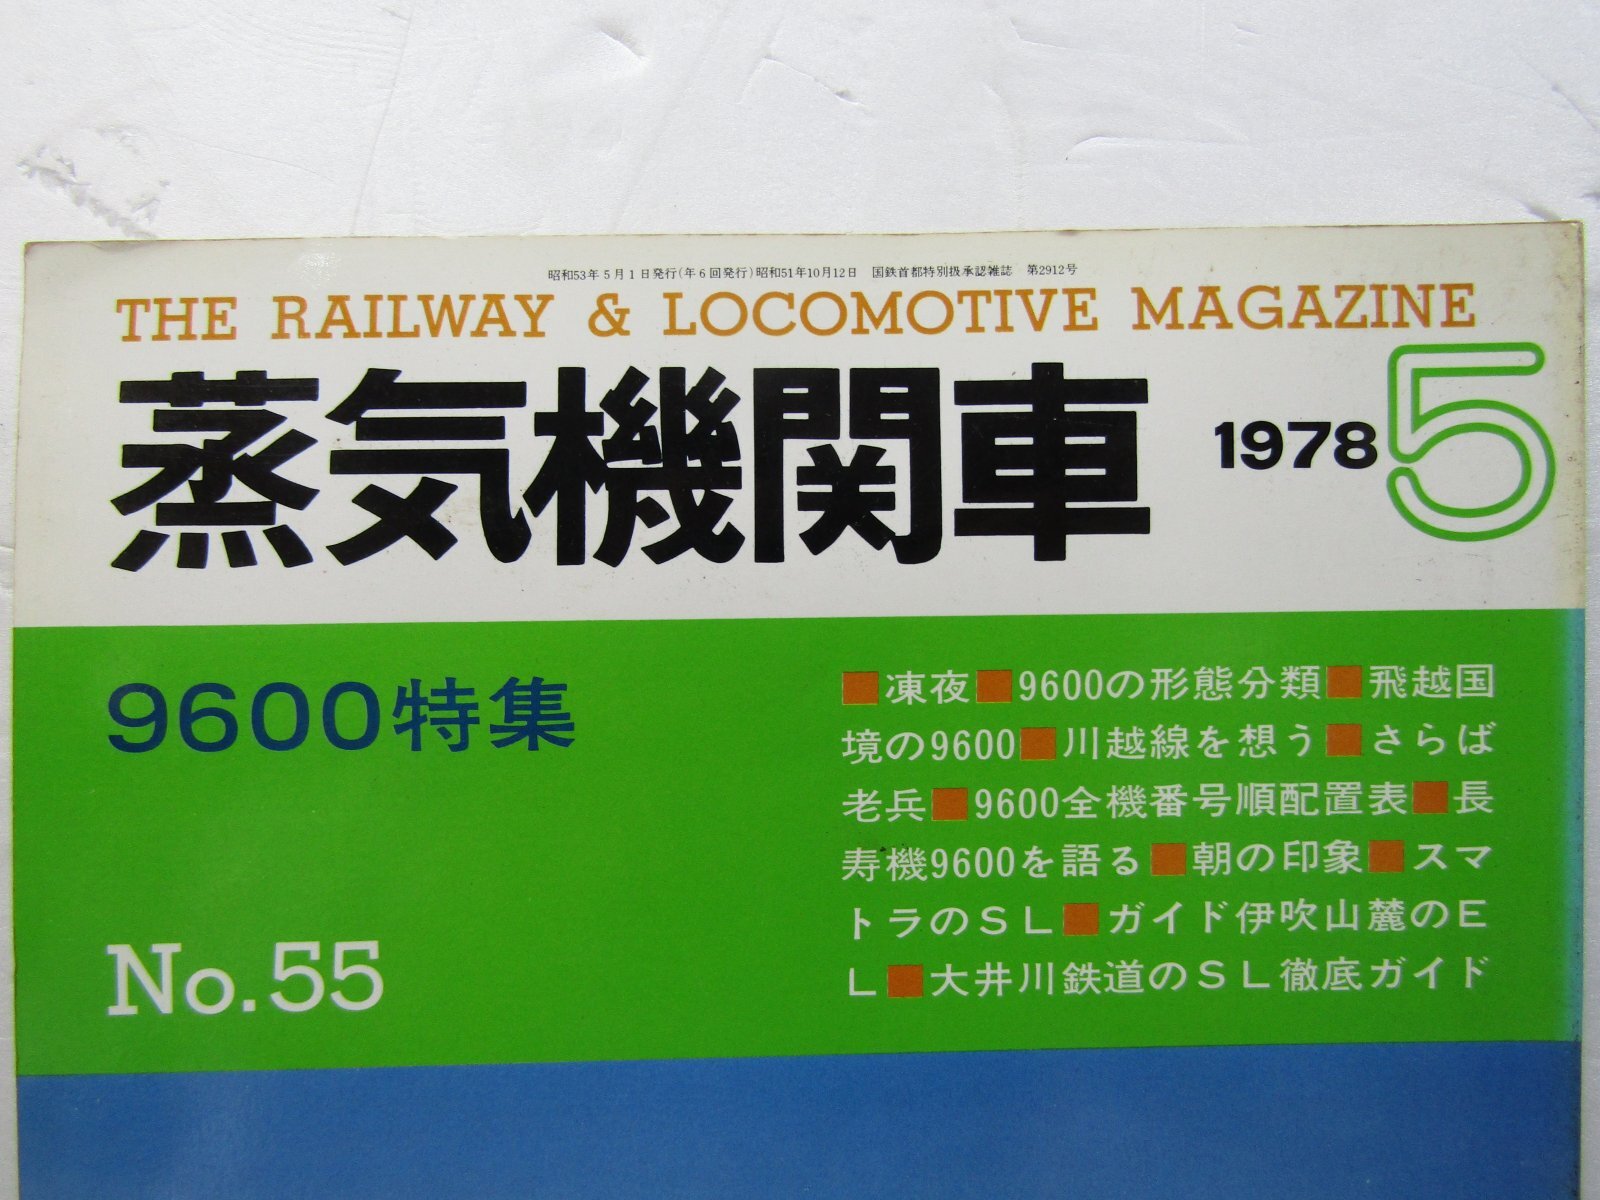 昭和53年5月1日発行(年6回発行)昭和51年10月12日 国鉄首都特別扱承認雑誌 第2912号
THE RAILWAY & LOCOMOTIVE MAGAZINE
蒸気機関車 1978 5
9600特集
No.55
■凍夜■9600の形態分類■飛越国
境の9600■川越線を想う■さらば
老兵■9600全機番号順配置表■長
寿機9600を語る■朝の印象■スマ
トラのSL■ガイド伊吹山麓のE
L■大井川鉄道のSL徹底ガイド